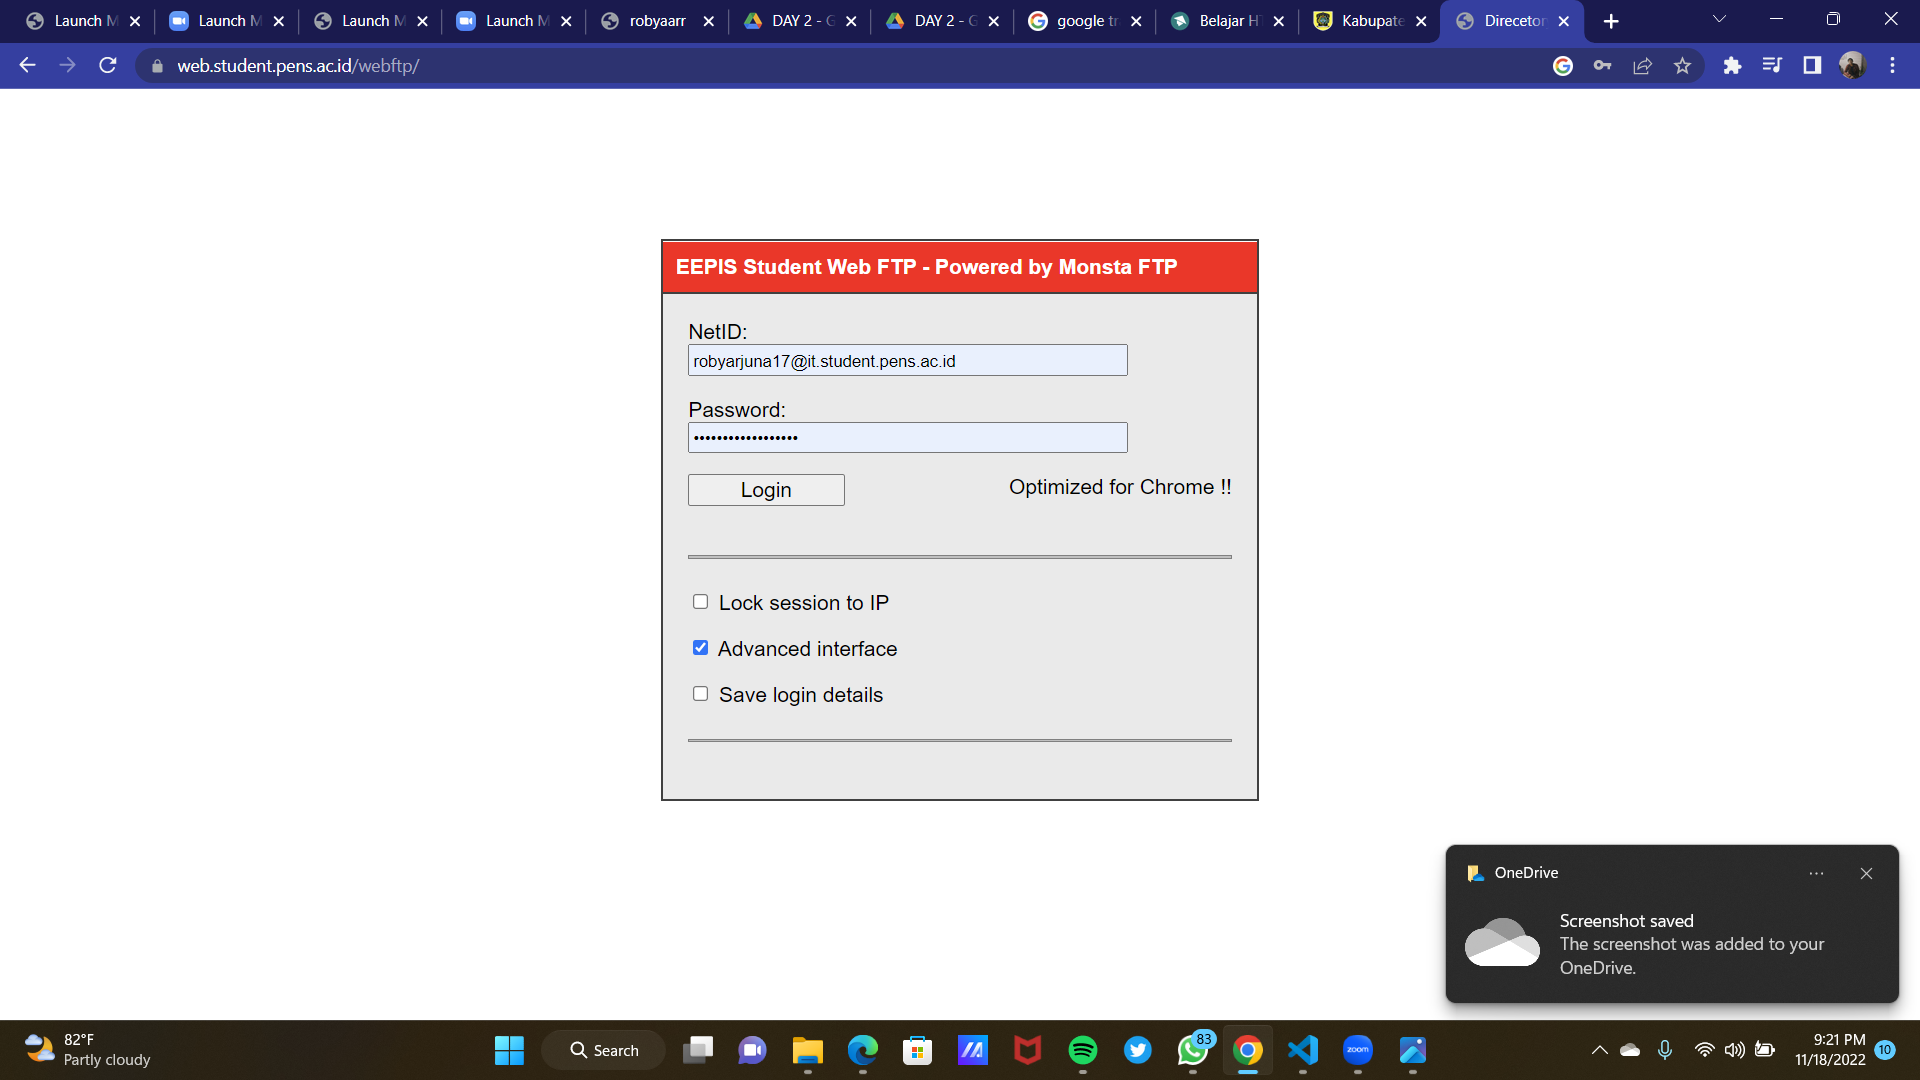 Launch M
Launch M
Launch M
Launch M
robyaarr
DAY 2 - G
DAY 2 - G
google tr
Belajar HT
Kabupate
Direcetor
web.student.pens.ac.id/webftp/
EEPIS Student Web FTP - Powered by Monsta FTP
NetID:
robyarjuna17@it.student.pens.ac.id
Password:
••••••••••••••••••
Login
Optimized for Chrome !!
Lock session to IP
Advanced interface
Save login details
OneDrive
Screenshot saved
The screenshot was added to your
OneDrive.
82°F
Partly cloudy
Search
83
zoom
9:21 PM
11/18/2022
10